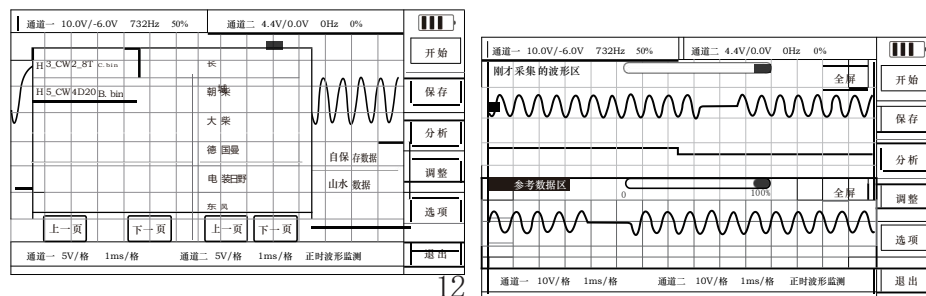 通道一 10.0V/-6.0V 732Hz 50% 通道二 4.4V/0.0V 0Hz 0%
开始
H 3_CW2_8T C.bin
长
H 5_CW4D20B. bin
朝 柴
保存
大 柴
分析
德 国曼
自保存数据
调整
电 装日野
山水 数据
东 风
选项
上一页 下一页 上一页 下一页
通道一 5V/格 1ms/格 通道二 5V/格 1ms/格 正时波形监测
退出
12
通道一 10.0V/-6.0V 732Hz 50% 通道二 4.4V/0.0V 0Hz 0%
刚才采集的波形区
全屏
开始
保存
分析
参考数据区
0 100%
全屏
调整
选项
通道一 10V/格 1ms/格 通道二 10V/格 1ms/格 正时波形监测
退出